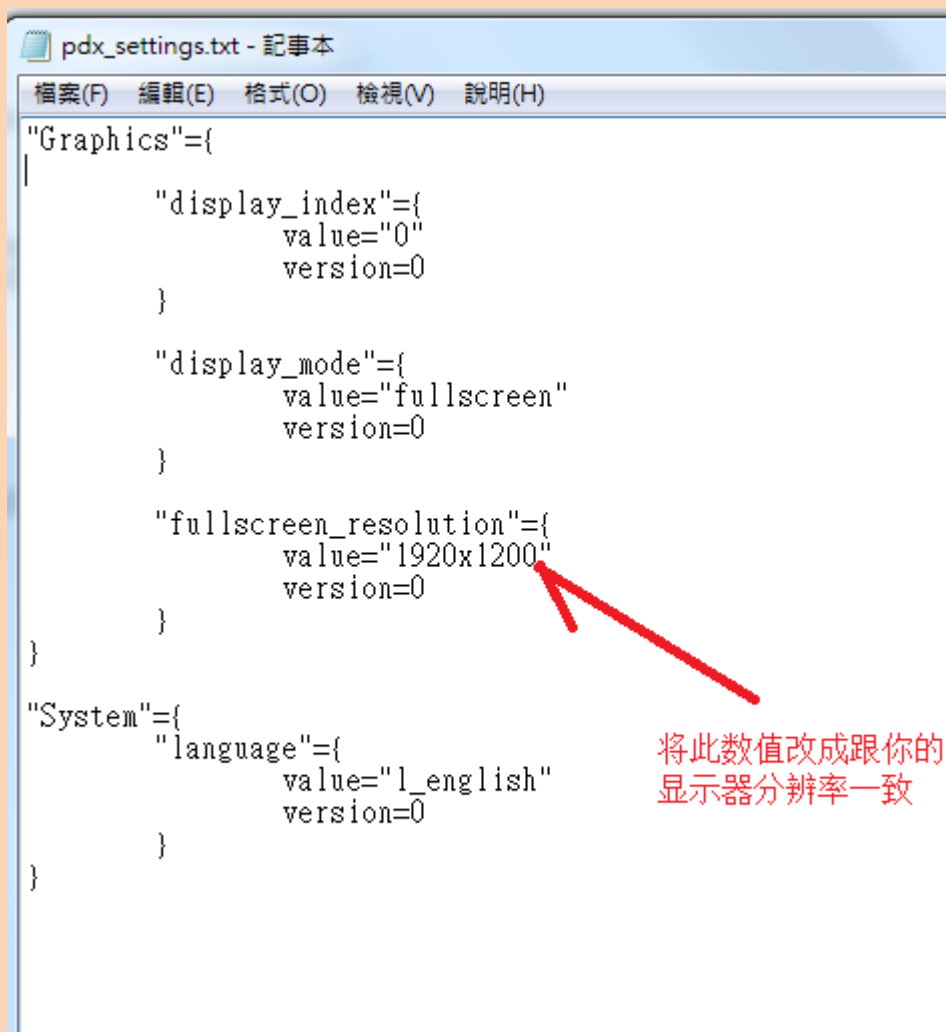 pdx_settings.txt - 記事本
檔案(F) 編輯(E) 格式(O) 檢視(V) 說明(H)
"Graphics"={
"display_index"={
value="0"
version=0
}
"display_mode"={
value="fullscreen"
version=0
}
"fullscreen_resolution"={
value="1920x1200"
version=0
}
}
"System"={
"language"={
value="l_english"
version=0
}
}
将此数值改成跟你的
显示器分辨率一致